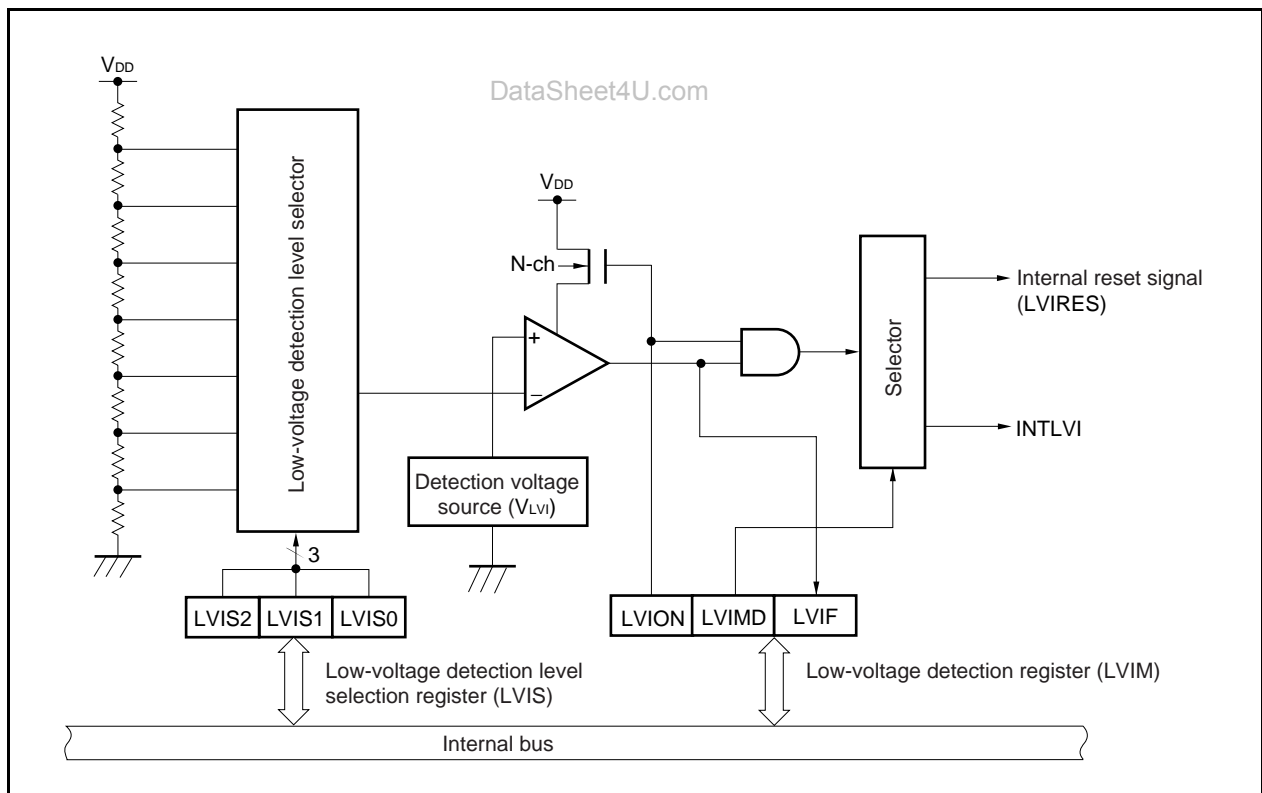 DataSheet4U.com
VDD
Low-voltage detection level selector
VDD
N-ch
+
−
Detection voltage
source (VLVI)
Selector
Internal reset signal
(LVIRES)
INTLVI
3
LVIS2 LVIS1 LVIS0
LVION LVIMD LVIF
Low-voltage detection level
selection register (LVIS)
Low-voltage detection register (LVIM)
Internal bus